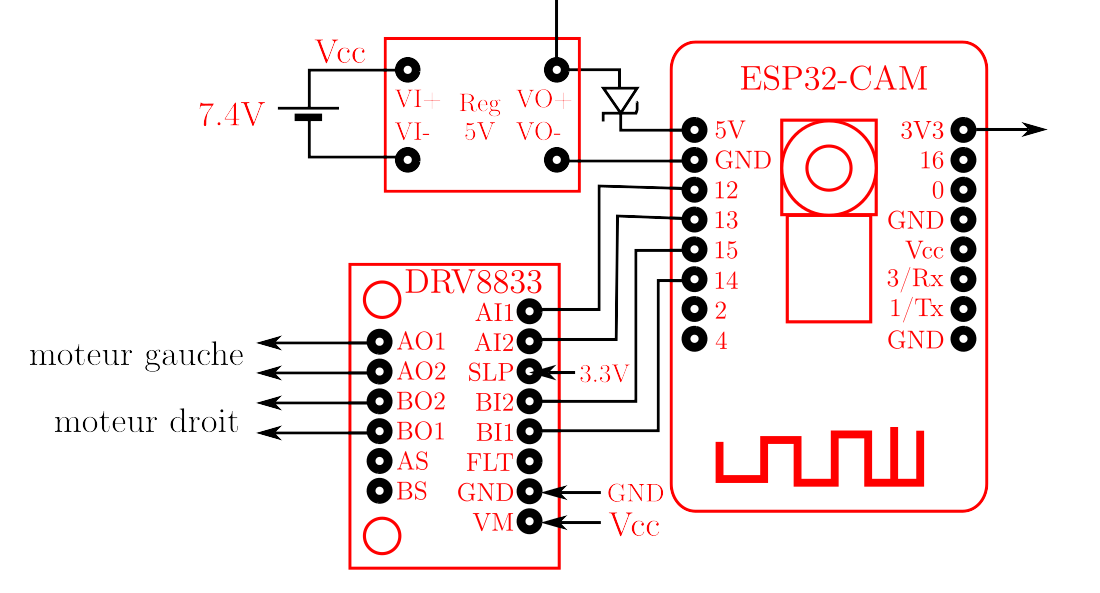 Vcc
7.4V
VI+
VI-
Reg
5V
VO+
VO-
ESP32-CAM
5V
GND
12
13
15
14
2
4
3V3
16
0
GND
Vcc
3/Rx
1/Tx
GND
DRV8833
moteur gauche
moteur droit
AO1
AO2
BO2
BO1
AS
BS
AI1
AI2
SLP
BI2
BI1
FLT
GND
VM
3.3V
GND
Vcc